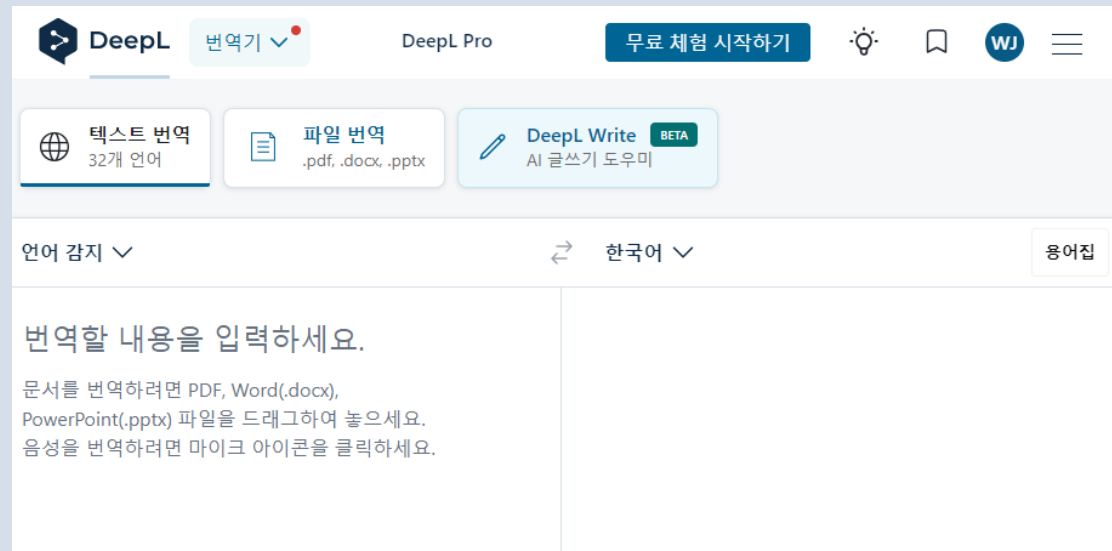 DeepL 번역기 DeepL Pro 무료 체험 시작하기 WJ
텍스트 번역
32개 언어
파일 번역
.pdf, .docx, .pptx
DeepL Write BETA
AI 글쓰기 도우미
언어 감지 한국어 용어집
번역할 내용을 입력하세요.
문서를 번역하려면 PDF, Word(.docx),
PowerPoint(.pptx) 파일을 드래그하여 놓으세요.
음성을 번역하려면 마이크 아이콘을 클릭하세요.